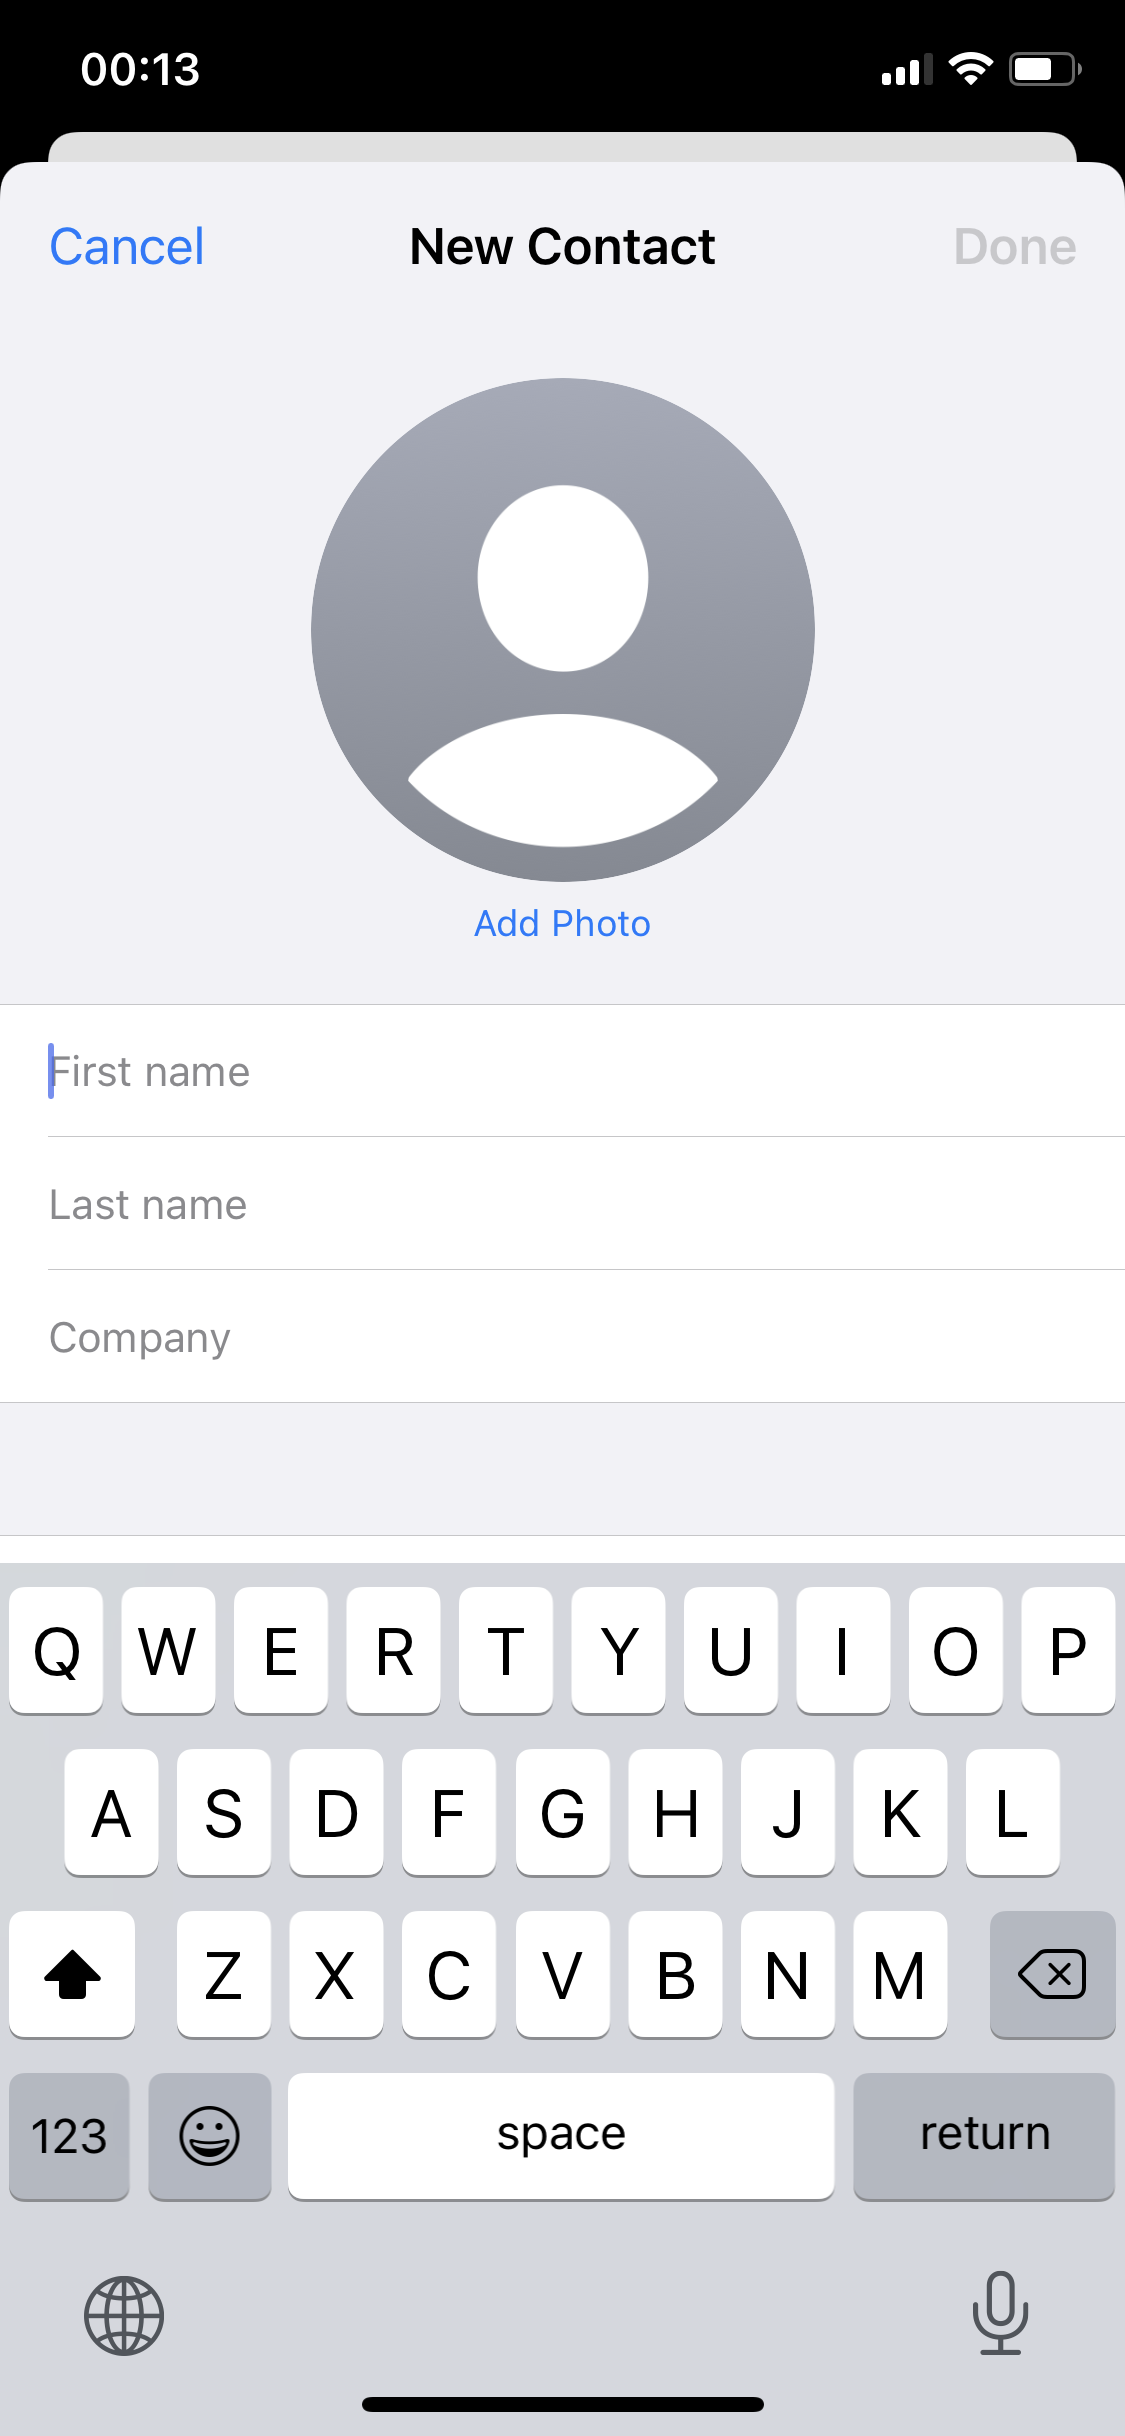 00:13
Cancel New Contact Done
Add Photo
First name
Last name
Company
Q W E R T Y U I O P
A S D F G H J K L
Z X C V B N M
123 space return